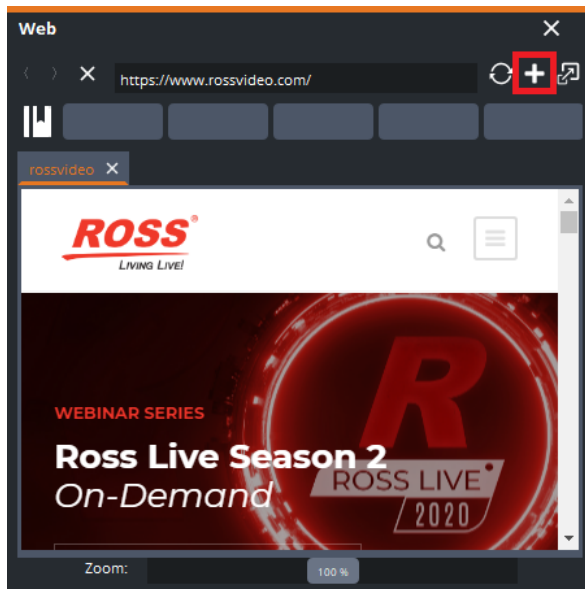 Web
https://www.rossvideo.com/
rossvideo
ROSS®
LIVING LIVE!
WEBINAR SERIES
Ross Live Season 2
On-Demand
R
ROSS LIVE
2020
Zoom:
100 %